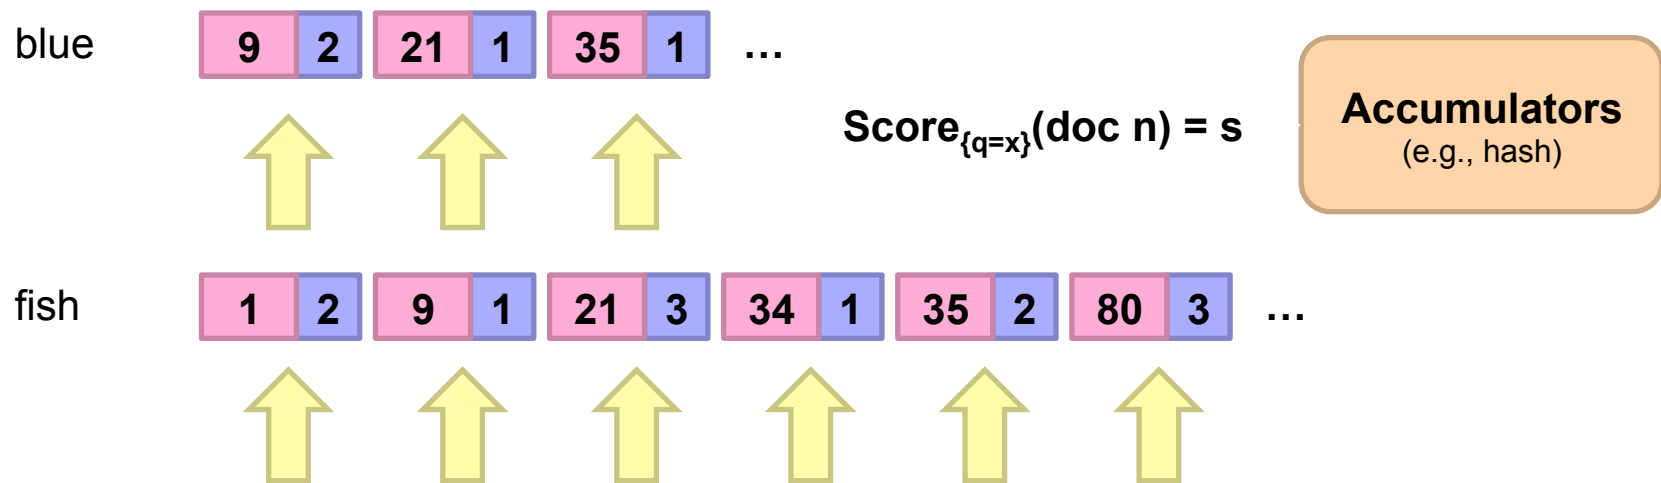 blue 9 2 21 1 35 1 ...
Score{q=x}(doc n) = s
Accumulators
(e.g., hash)
fish 1 2 9 1 21 3 34 1 35 2 80 3 ...